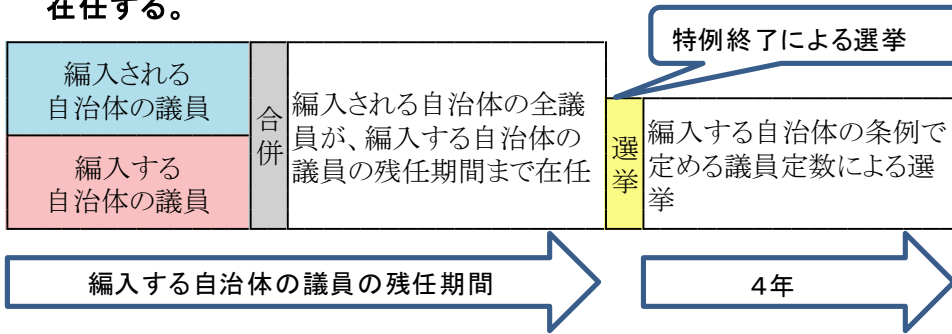 在任する。
特例終了による選挙
編入される
自治体の議員
編入する
自治体の議員
合
併
編入される自治体の全議
員が、編入する自治体の
議員の残任期間まで在任
選
挙
編入する自治体の条例で
定める議員定数による選
挙
編入する自治体の議員の残任期間
4年